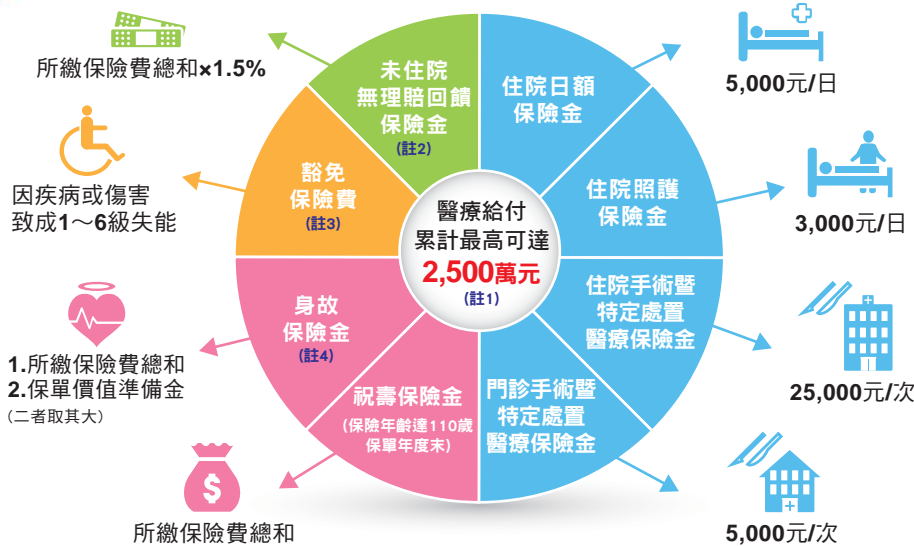 所繳保險費總和×1.5%
未住院
無理賠回饋
保險金
(註2)
住院日額
保險金
5,000元/日
因疾病或傷害
致成1～6級失能
豁免
保險費
(註3)
住院照護
保險金
3,000元/日
醫療給付
累計最高可達
2,500萬元
(註1)
1.所繳保險費總和
2.保單價值準備金
（二者取其大）
身故
保險金
(註4)
住院手術暨
特定處置
醫療保險金
25,000元/次
$
所繳保險費總和
祝壽保險金
(保險年齡達110歲
保單年度末)
門診手術暨
特定處置
醫療保險金
5,000元/次